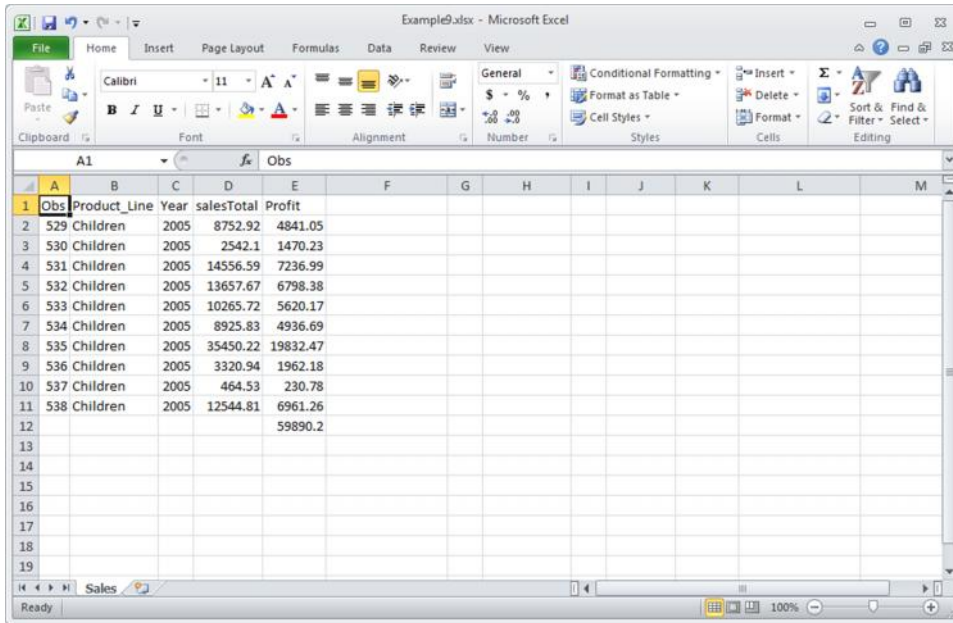 Example9.xlsx - Microsoft Excel
File Home Insert Page Layout Formulas Data Review View
Paste
Calibri 11 A A
B I U A
General
$ % ,
.0 .00 .00 .0
Conditional Formatting
Format as Table
Cell Styles
Insert
Delete
Format
Σ
A Z
Sort & Filter
Find & Select
Clipboard Font Alignment Number Styles Cells Editing
A1 fx Obs
A B C D E F G H I J K L M
1 Obs Product_Line Year salesTotal Profit
2 529 Children 2005 8752.92 4841.05
3 530 Children 2005 2542.1 1470.23
4 531 Children 2005 14556.59 7236.99
5 532 Children 2005 13657.67 6798.38
6 533 Children 2005 10265.72 5620.17
7 534 Children 2005 8925.83 4936.69
8 535 Children 2005 35450.22 19832.47
9 536 Children 2005 3320.94 1962.18
10 537 Children 2005 464.53 230.78
11 538 Children 2005 12544.81 6961.26
12 59890.2
13
14
15
16
17
18
19
Sales
Ready 100%